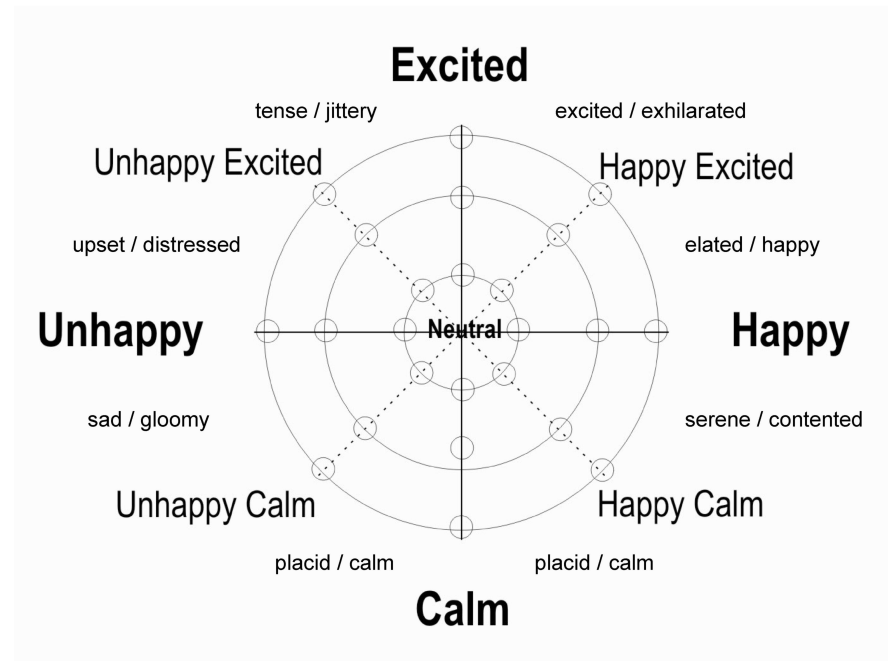 Excited
tense / jittery
excited / exhilarated
Unhappy Excited
Happy Excited
upset / distressed
elated / happy
Unhappy
Neutral
Happy
sad / gloomy
serene / contented
Unhappy Calm
Happy Calm
placid / calm
placid / calm
Calm